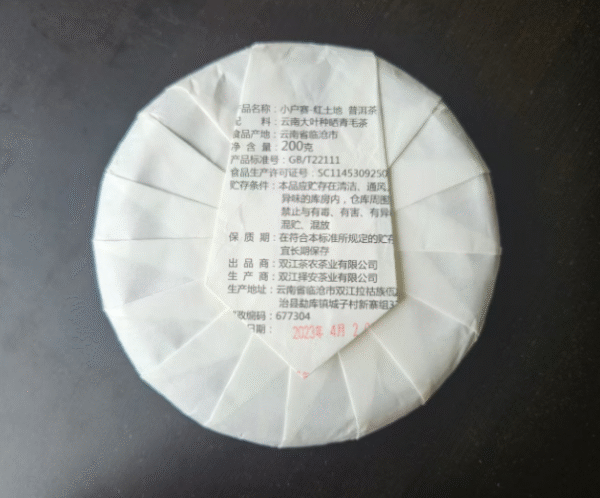 品名称：小户赛·红土地 普洱茶
料：云南大叶种晒青毛茶
食品产地：云南省临沧市
净 含 量：200克
产品标准号：GB/T22111
食品生产许可证号：SC1145309250
贮存条件：本品应贮存在清洁、通风、
异味的库房内，仓库周围
禁止与有毒、有害、有异
混贮、混放
保 质 期：在符合本标准所规定的贮存
宜长期保存
出 品 商：双江茶农茶业有限公司
生 产 商：双江择安茶业有限公司
生产地址：云南省临沧市双江拉祜族佤
治县勐库镇城子村新寨组
政编码：677304
日期：2023年 4月 2